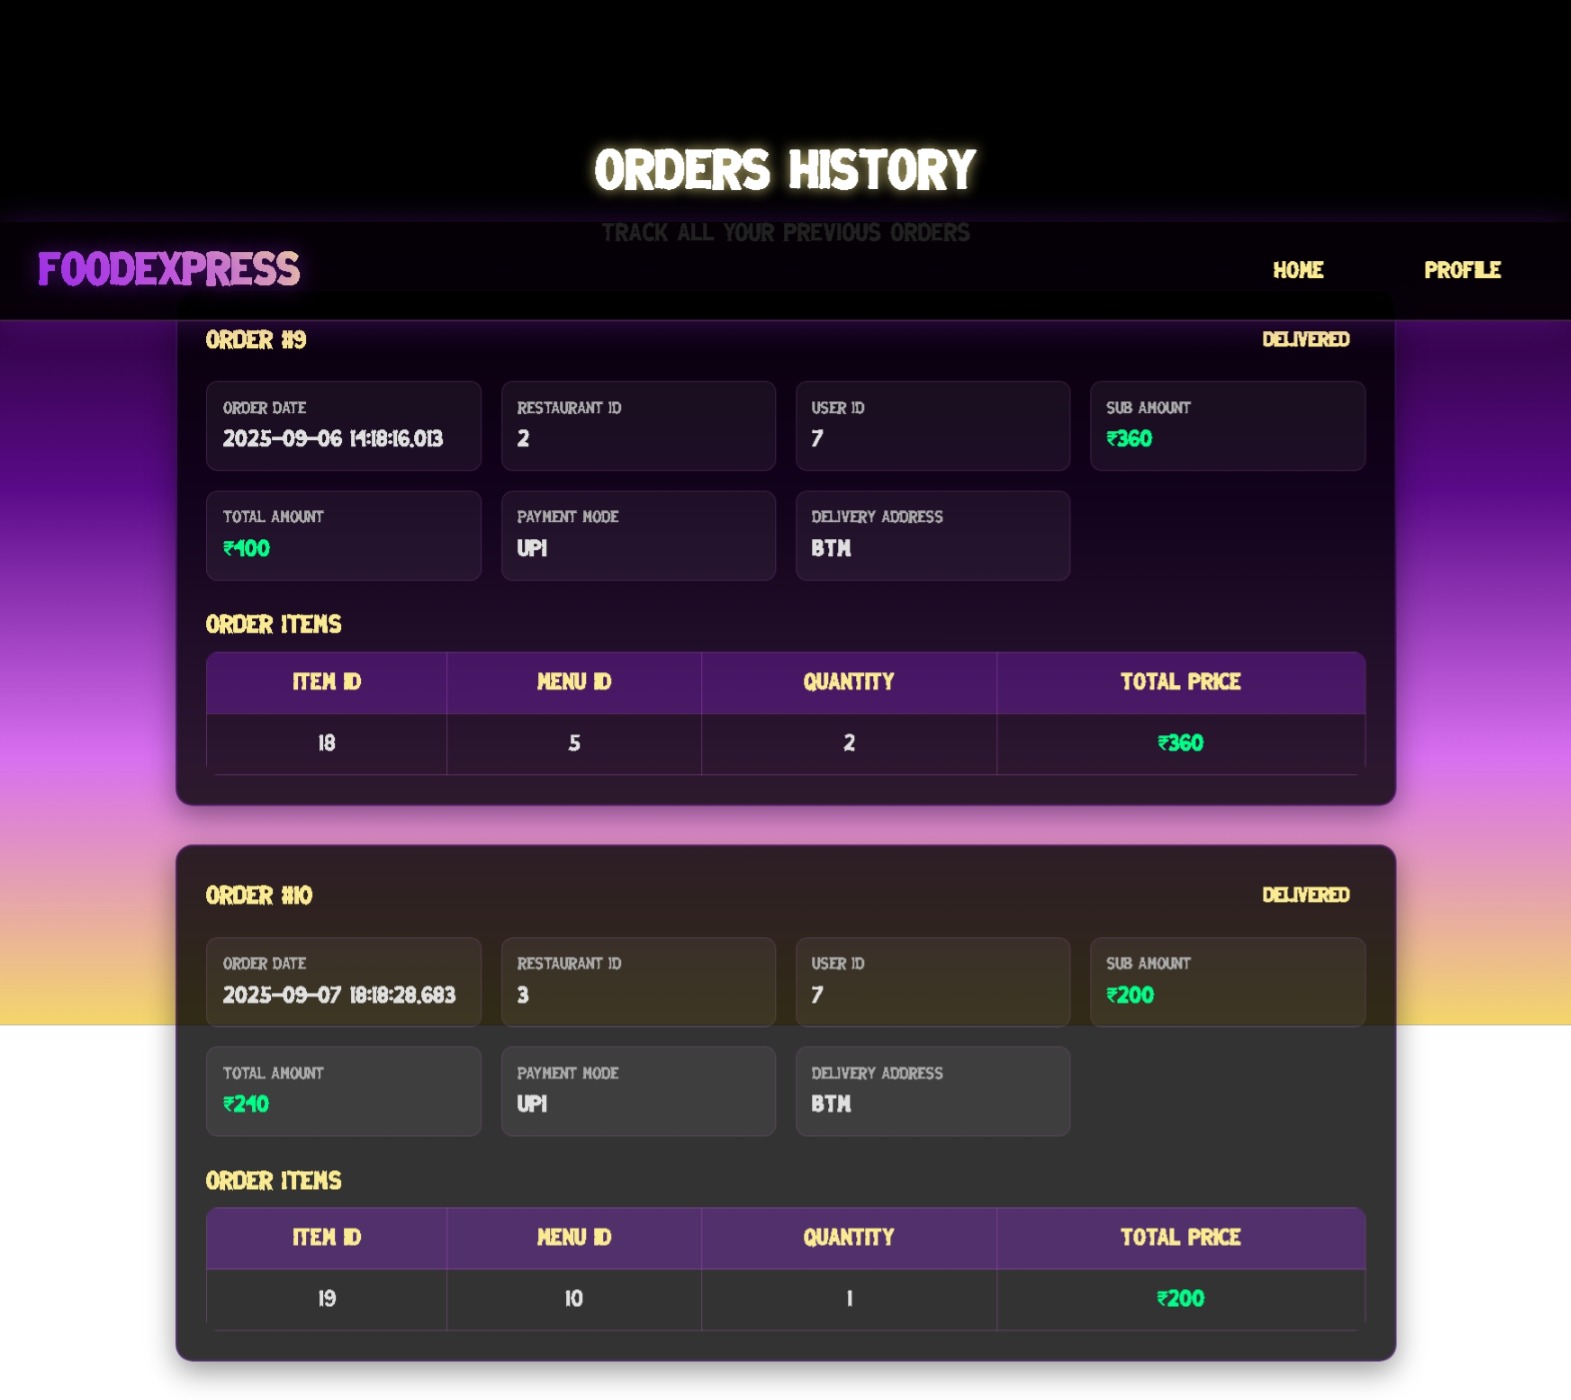 ORDERS HISTORY
TRACK ALL YOUR PREVIOUS ORDERS
FOODEXPRESS
HOME
PROFILE
ORDER #9
DELIVERED
ORDER DATE
2025-09-06 14:18:16.013
RESTAURANT ID
2
USER ID
7
SUB AMOUNT
₹360
TOTAL AMOUNT
₹400
PAYMENT MODE
UPI
DELIVERY ADDRESS
BTM
ORDER ITEMS
ITEM ID MENU ID QUANTITY TOTAL PRICE
18 5 2 ₹360
ORDER #10
DELIVERED
ORDER DATE
2025-09-07 18:18:28.683
RESTAURANT ID
3
USER ID
7
SUB AMOUNT
₹200
TOTAL AMOUNT
₹240
PAYMENT MODE
UPI
DELIVERY ADDRESS
BTM
ORDER ITEMS
ITEM ID MENU ID QUANTITY TOTAL PRICE
19 10 1 ₹200